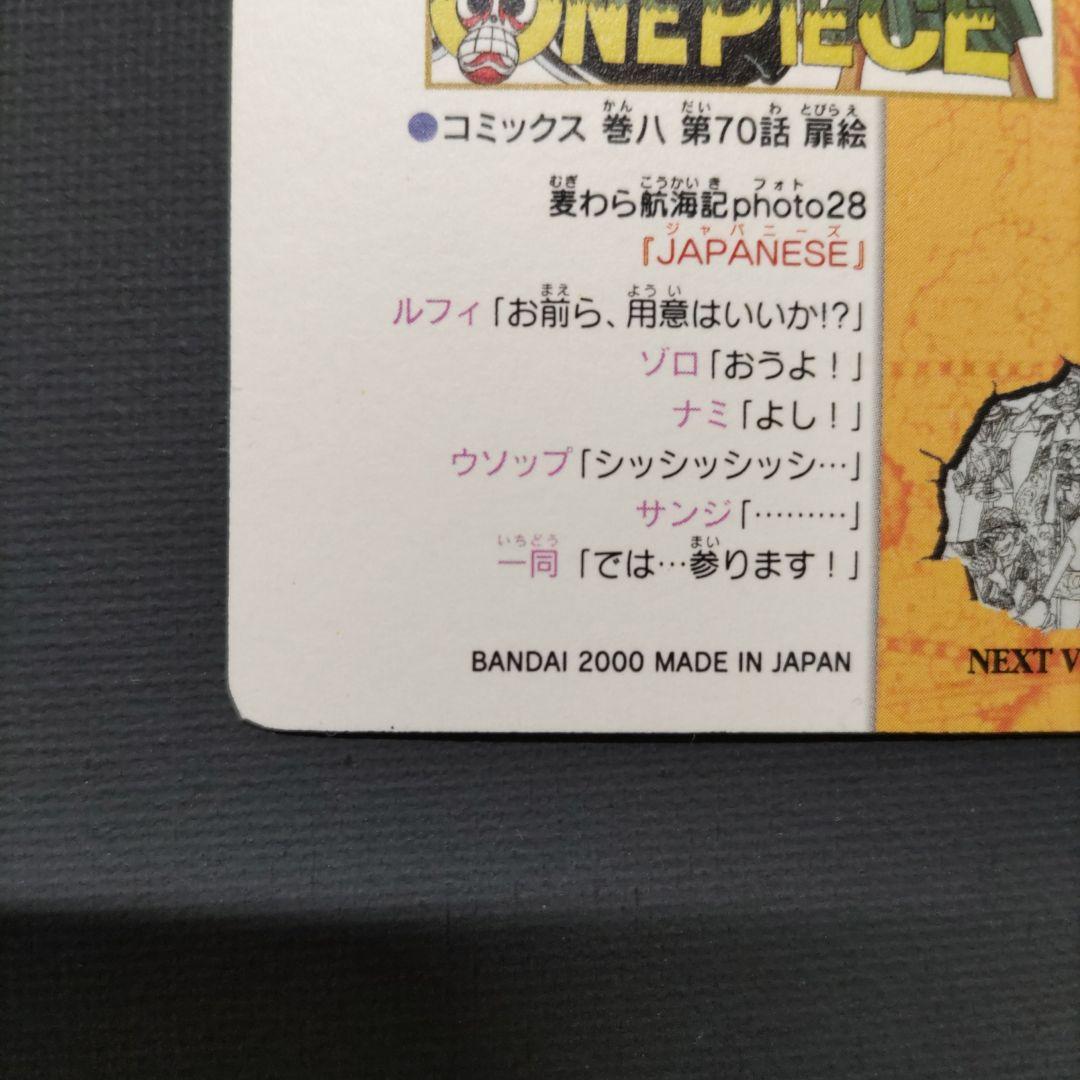 ONE PIECE
●コミックス 巻八 第70話 扉絵
麦わら航海記photo28
『JAPANESE』
ルフィ「お前ら、用意はいいか!?」
ゾロ「おうよ！」
ナミ「よし！」
ウソップ「シッシッシッシ…」
サンジ「………」
一同「では…参ります！」
BANDAI 2000 MADE IN JAPAN
NEXT V